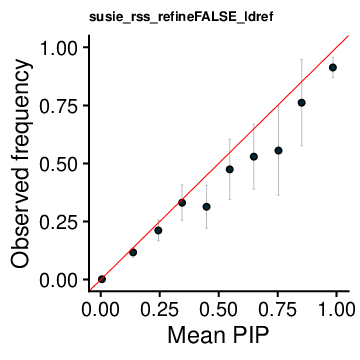 susie_rss_refineFALSE_ldref
Observed frequency
1.00
0.75
0.50
0.25
0.00
0.00 0.25 0.50 0.75 1.00
Mean PIP